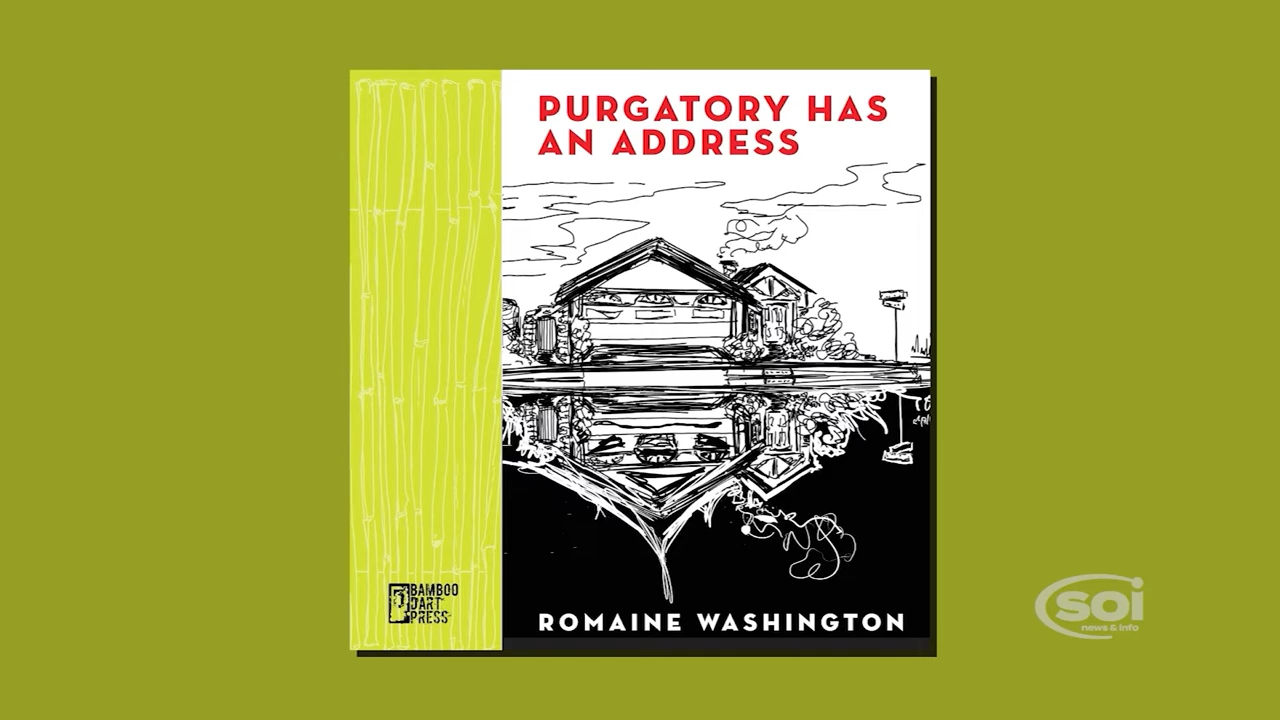 PURGATORY HAS
AN ADDRESS
BAMBOO
DART
PRESS
ROMAINE WASHINGTON
soi
news & info